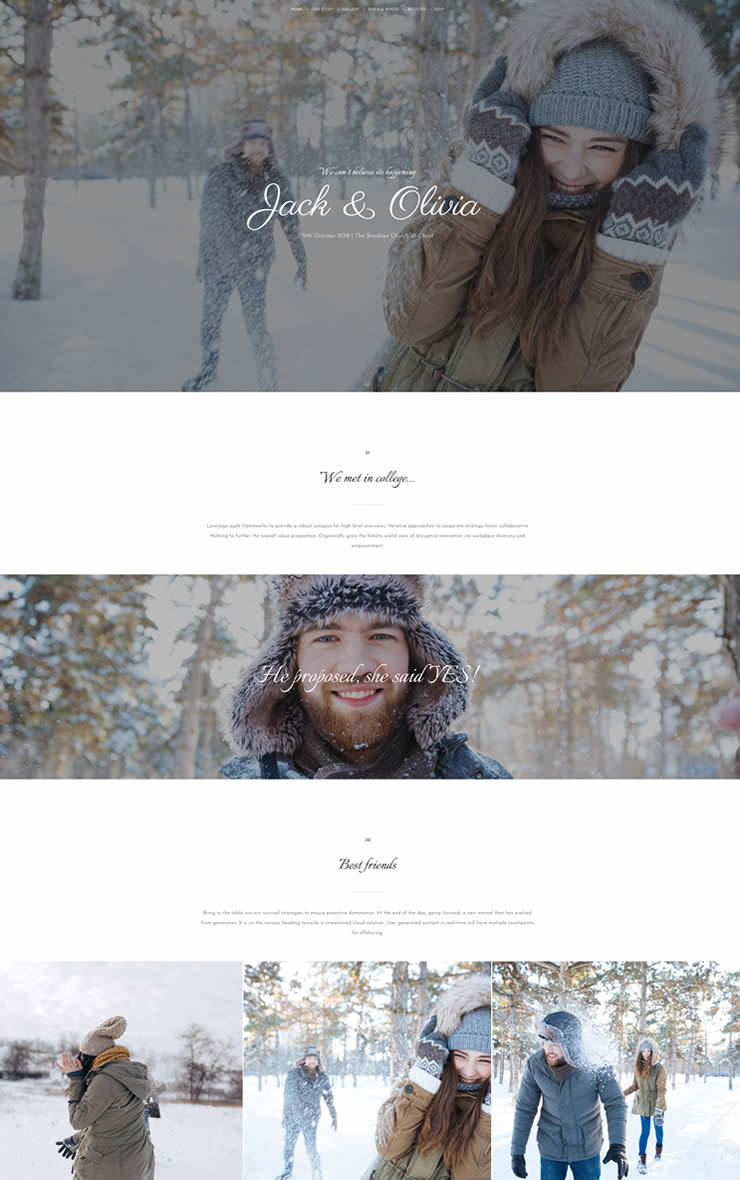 HOME OUR STORY GALLERY WHEN & WHERE REGISTRY RSVP
We can't believe its happening
Jack & Olivia
19th October 2018 | The Brooklyn Church of Christ
We met in college...
Leverage agile frameworks to provide a robust synopsis for high level overviews. Iterative approaches to corporate strategy foster collaborative
thinking to further the overall value proposition. Organically grow the holistic world view of disruptive innovation via workplace diversity and
empowerment.
He proposed, she said YES!
Best friends
Bring to the table win-win survival strategies to ensure proactive domination. At the end of the day, going forward, a new normal that has evolved
from generation X is on the runway heading towards a streamlined cloud solution. User generated content in real-time will have multiple touchpoints
for offshoring.